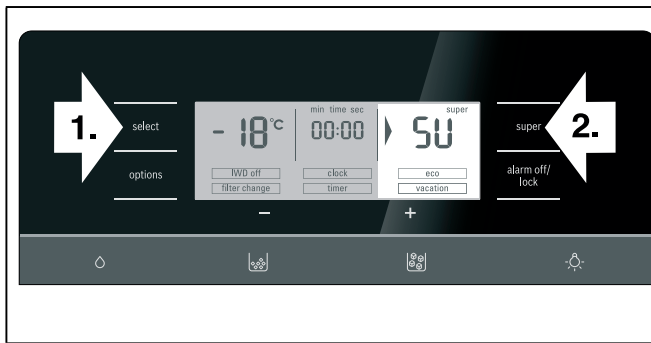 min time sec
super
1.
select
- 18°C
00:00
SU
super
2.
options
IWD off
clock
eco
alarm off/
lock
filter change
timer
vacation
− +